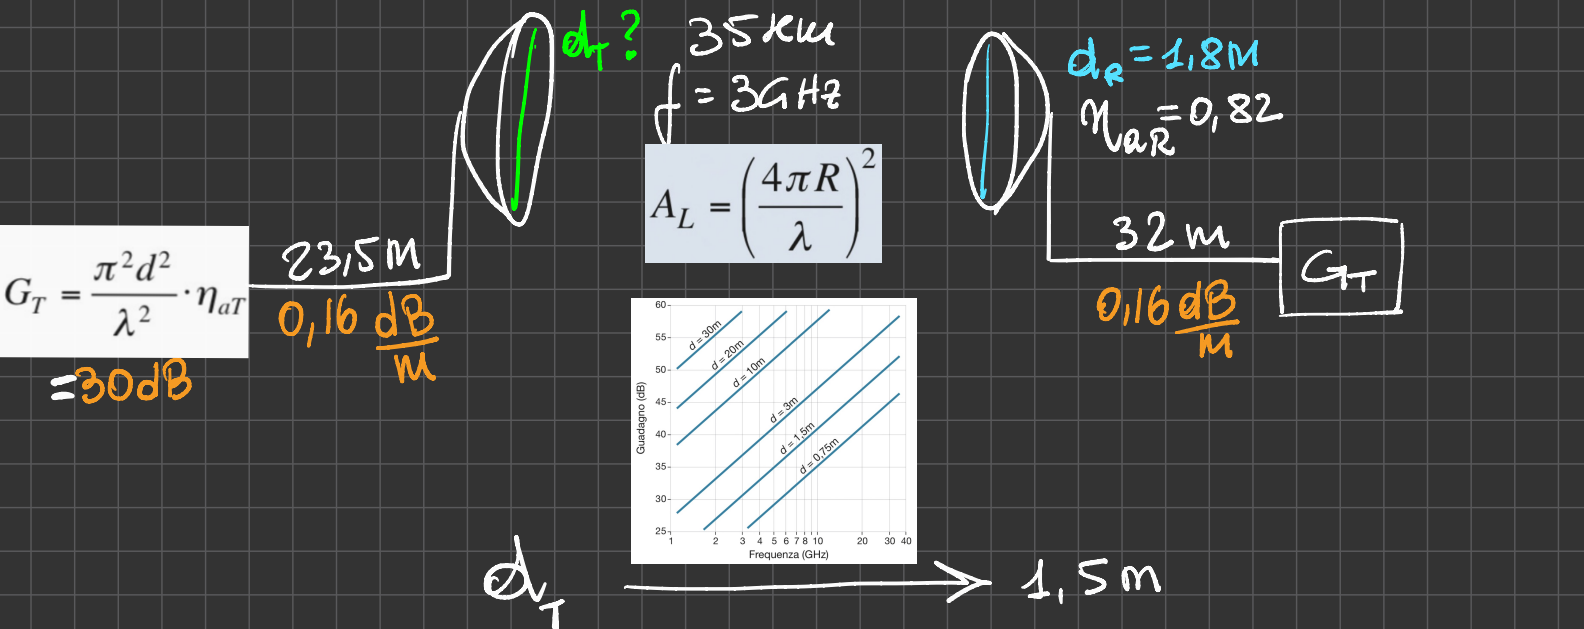 d_T ?
35 KM
f = 3GHZ
d_R = 1,8M
η_aR = 0,82
A_L = (4πR/λ)²
G_T = π²d²/λ² · η_aT
= 30dB
23,5M
0,16 dB/M
32 M
0,16 dB/M
G_T
Guadagno (dB)
60
55
50
45
40
35
30
25
d = 30m
d = 20m
d = 10m
d = 3m
d = 1,5m
d = 0,75m
1 2 3 4 5 6 7 8 10 20 30 40
Frequenza (GHz)
d_T → 1,5m